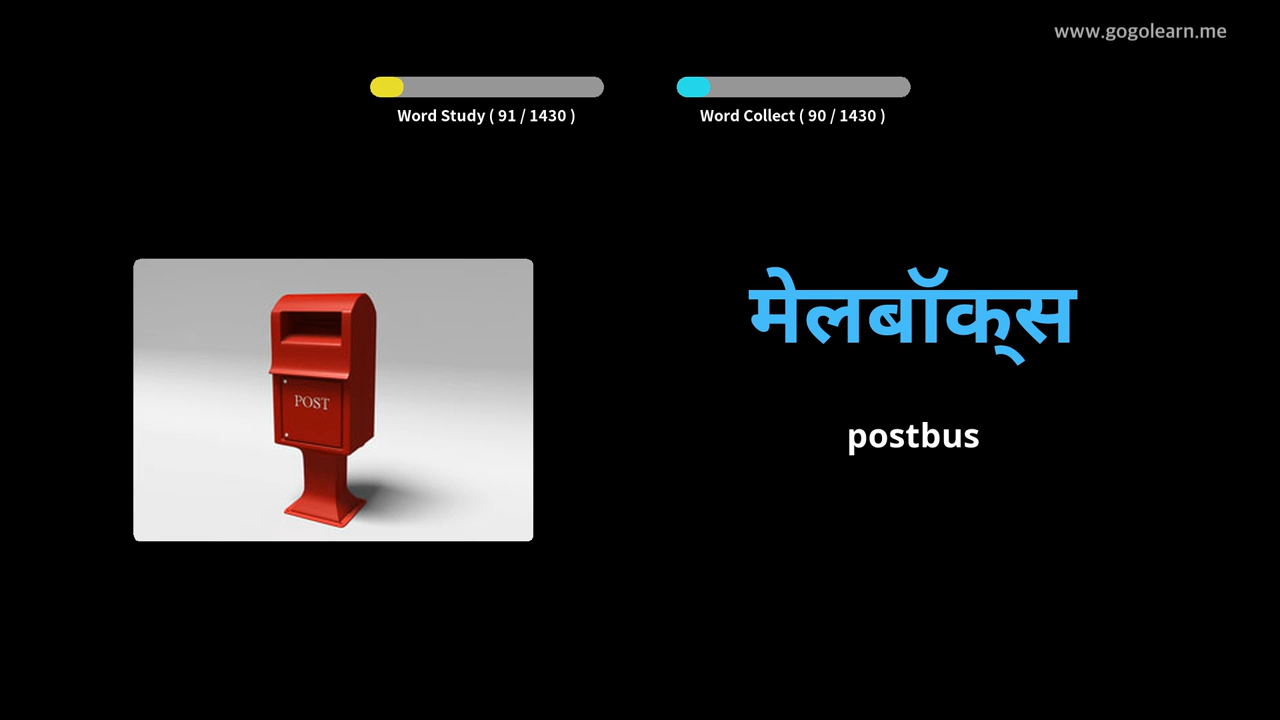 www.gogolearn.me
Word Study ( 91 / 1430 )
Word Collect ( 90 / 1430 )
मेलबॉक्‌स
POST
postbus